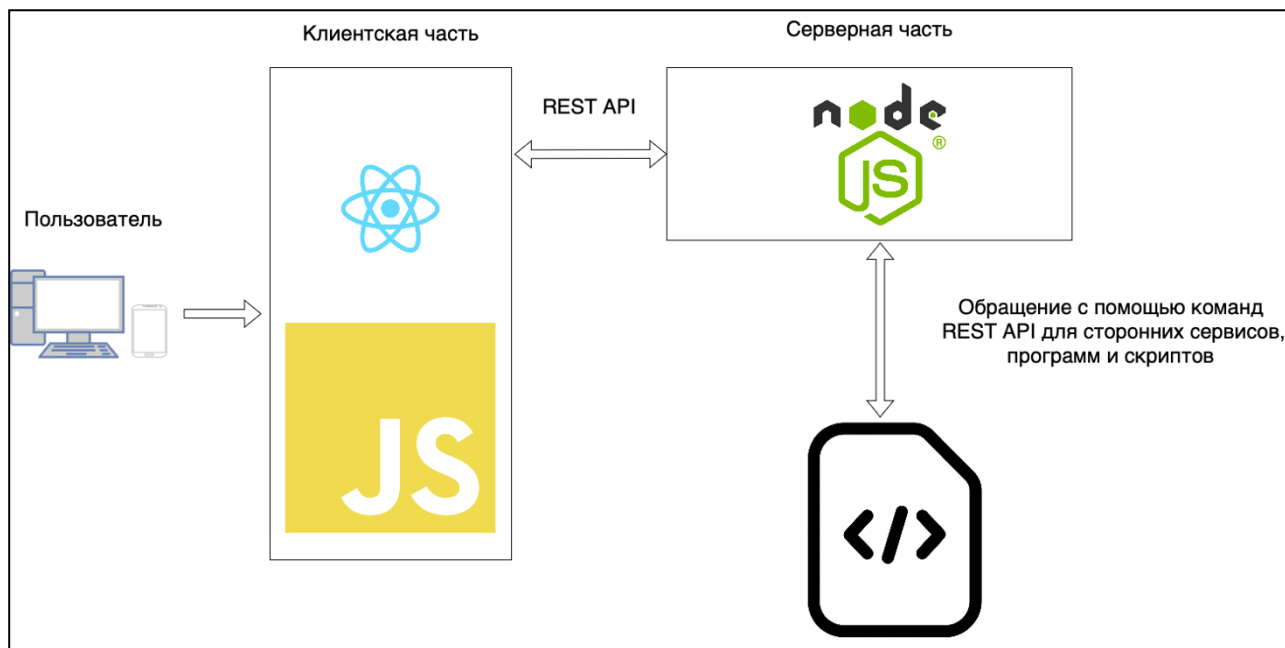 Клиентская часть
Серверная часть
REST API
node
JS
®
Пользователь
JS
Обращение с помощью команд
REST API для сторонних сервисов,
программ и скриптов
</>